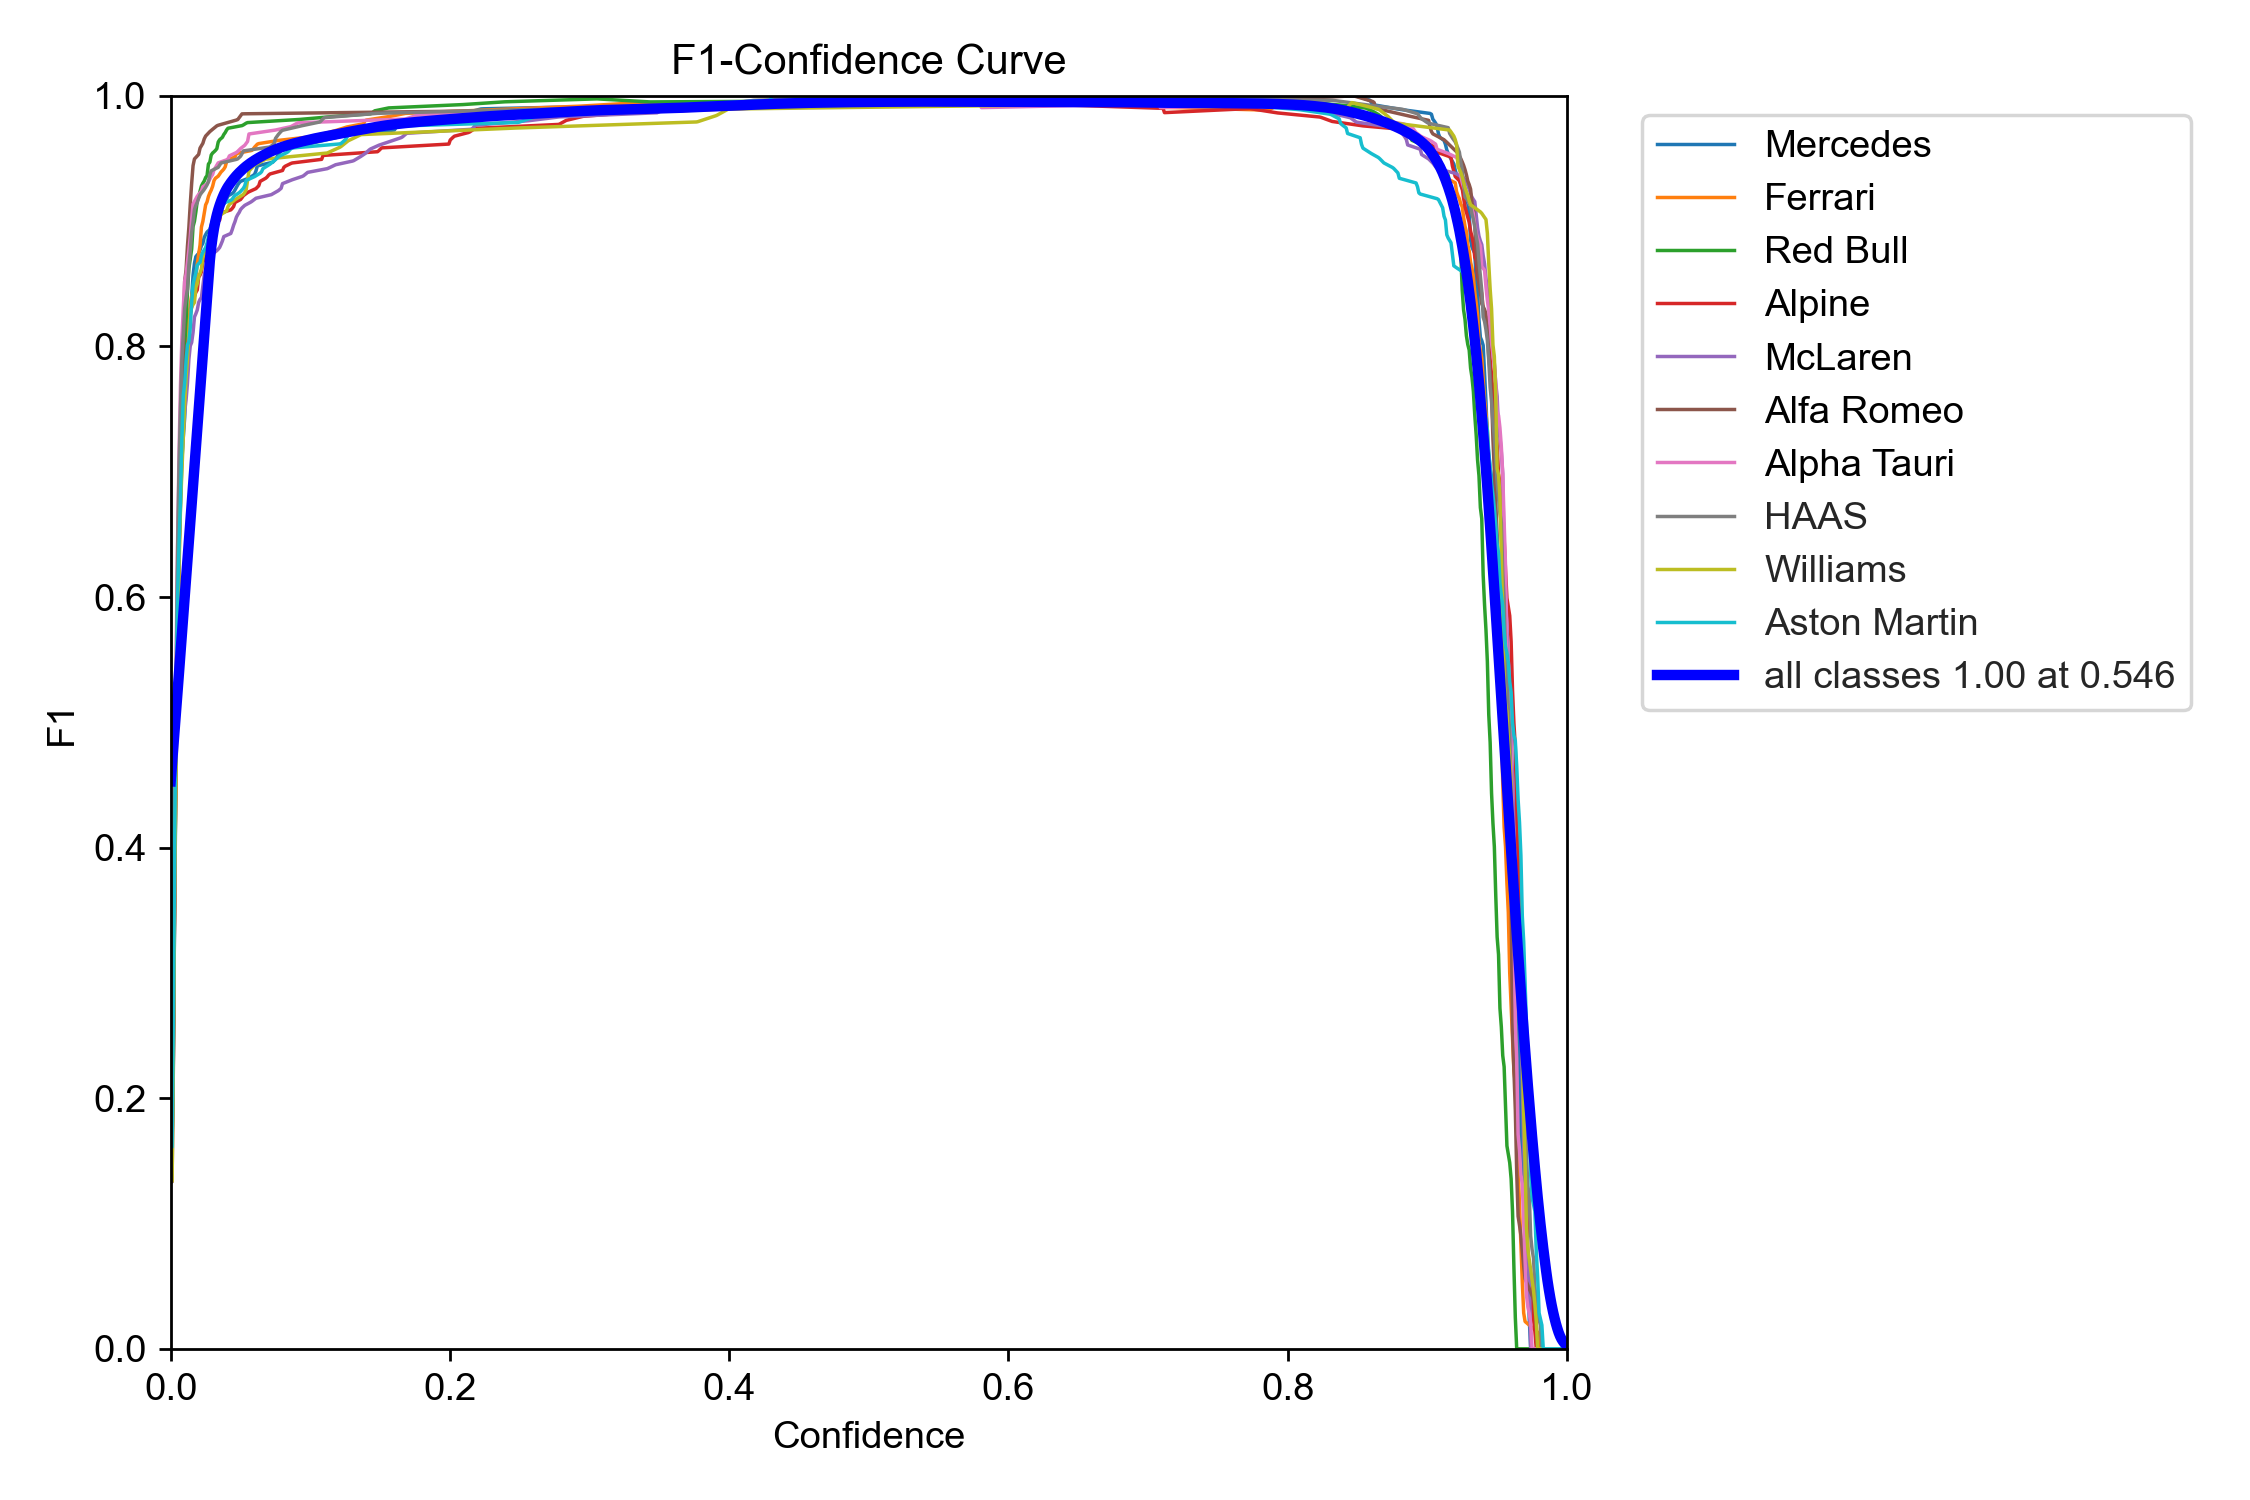 F1-Confidence Curve
1.0
0.8
0.6
0.4
0.2
0.0
F1
0.0 0.2 0.4 0.6 0.8 1.0
Confidence
Mercedes
Ferrari
Red Bull
Alpine
McLaren
Alfa Romeo
Alpha Tauri
HAAS
Williams
Aston Martin
all classes 1.00 at 0.546